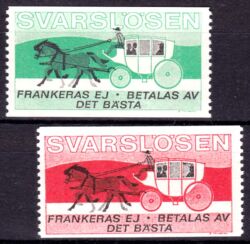 SVARSLÖSEN
FRANKERAS EJ • BETALAS AV
DET BÄSTA
SVARSLÖSEN
FRANKERAS EJ • BETALAS AV
DET BÄSTA